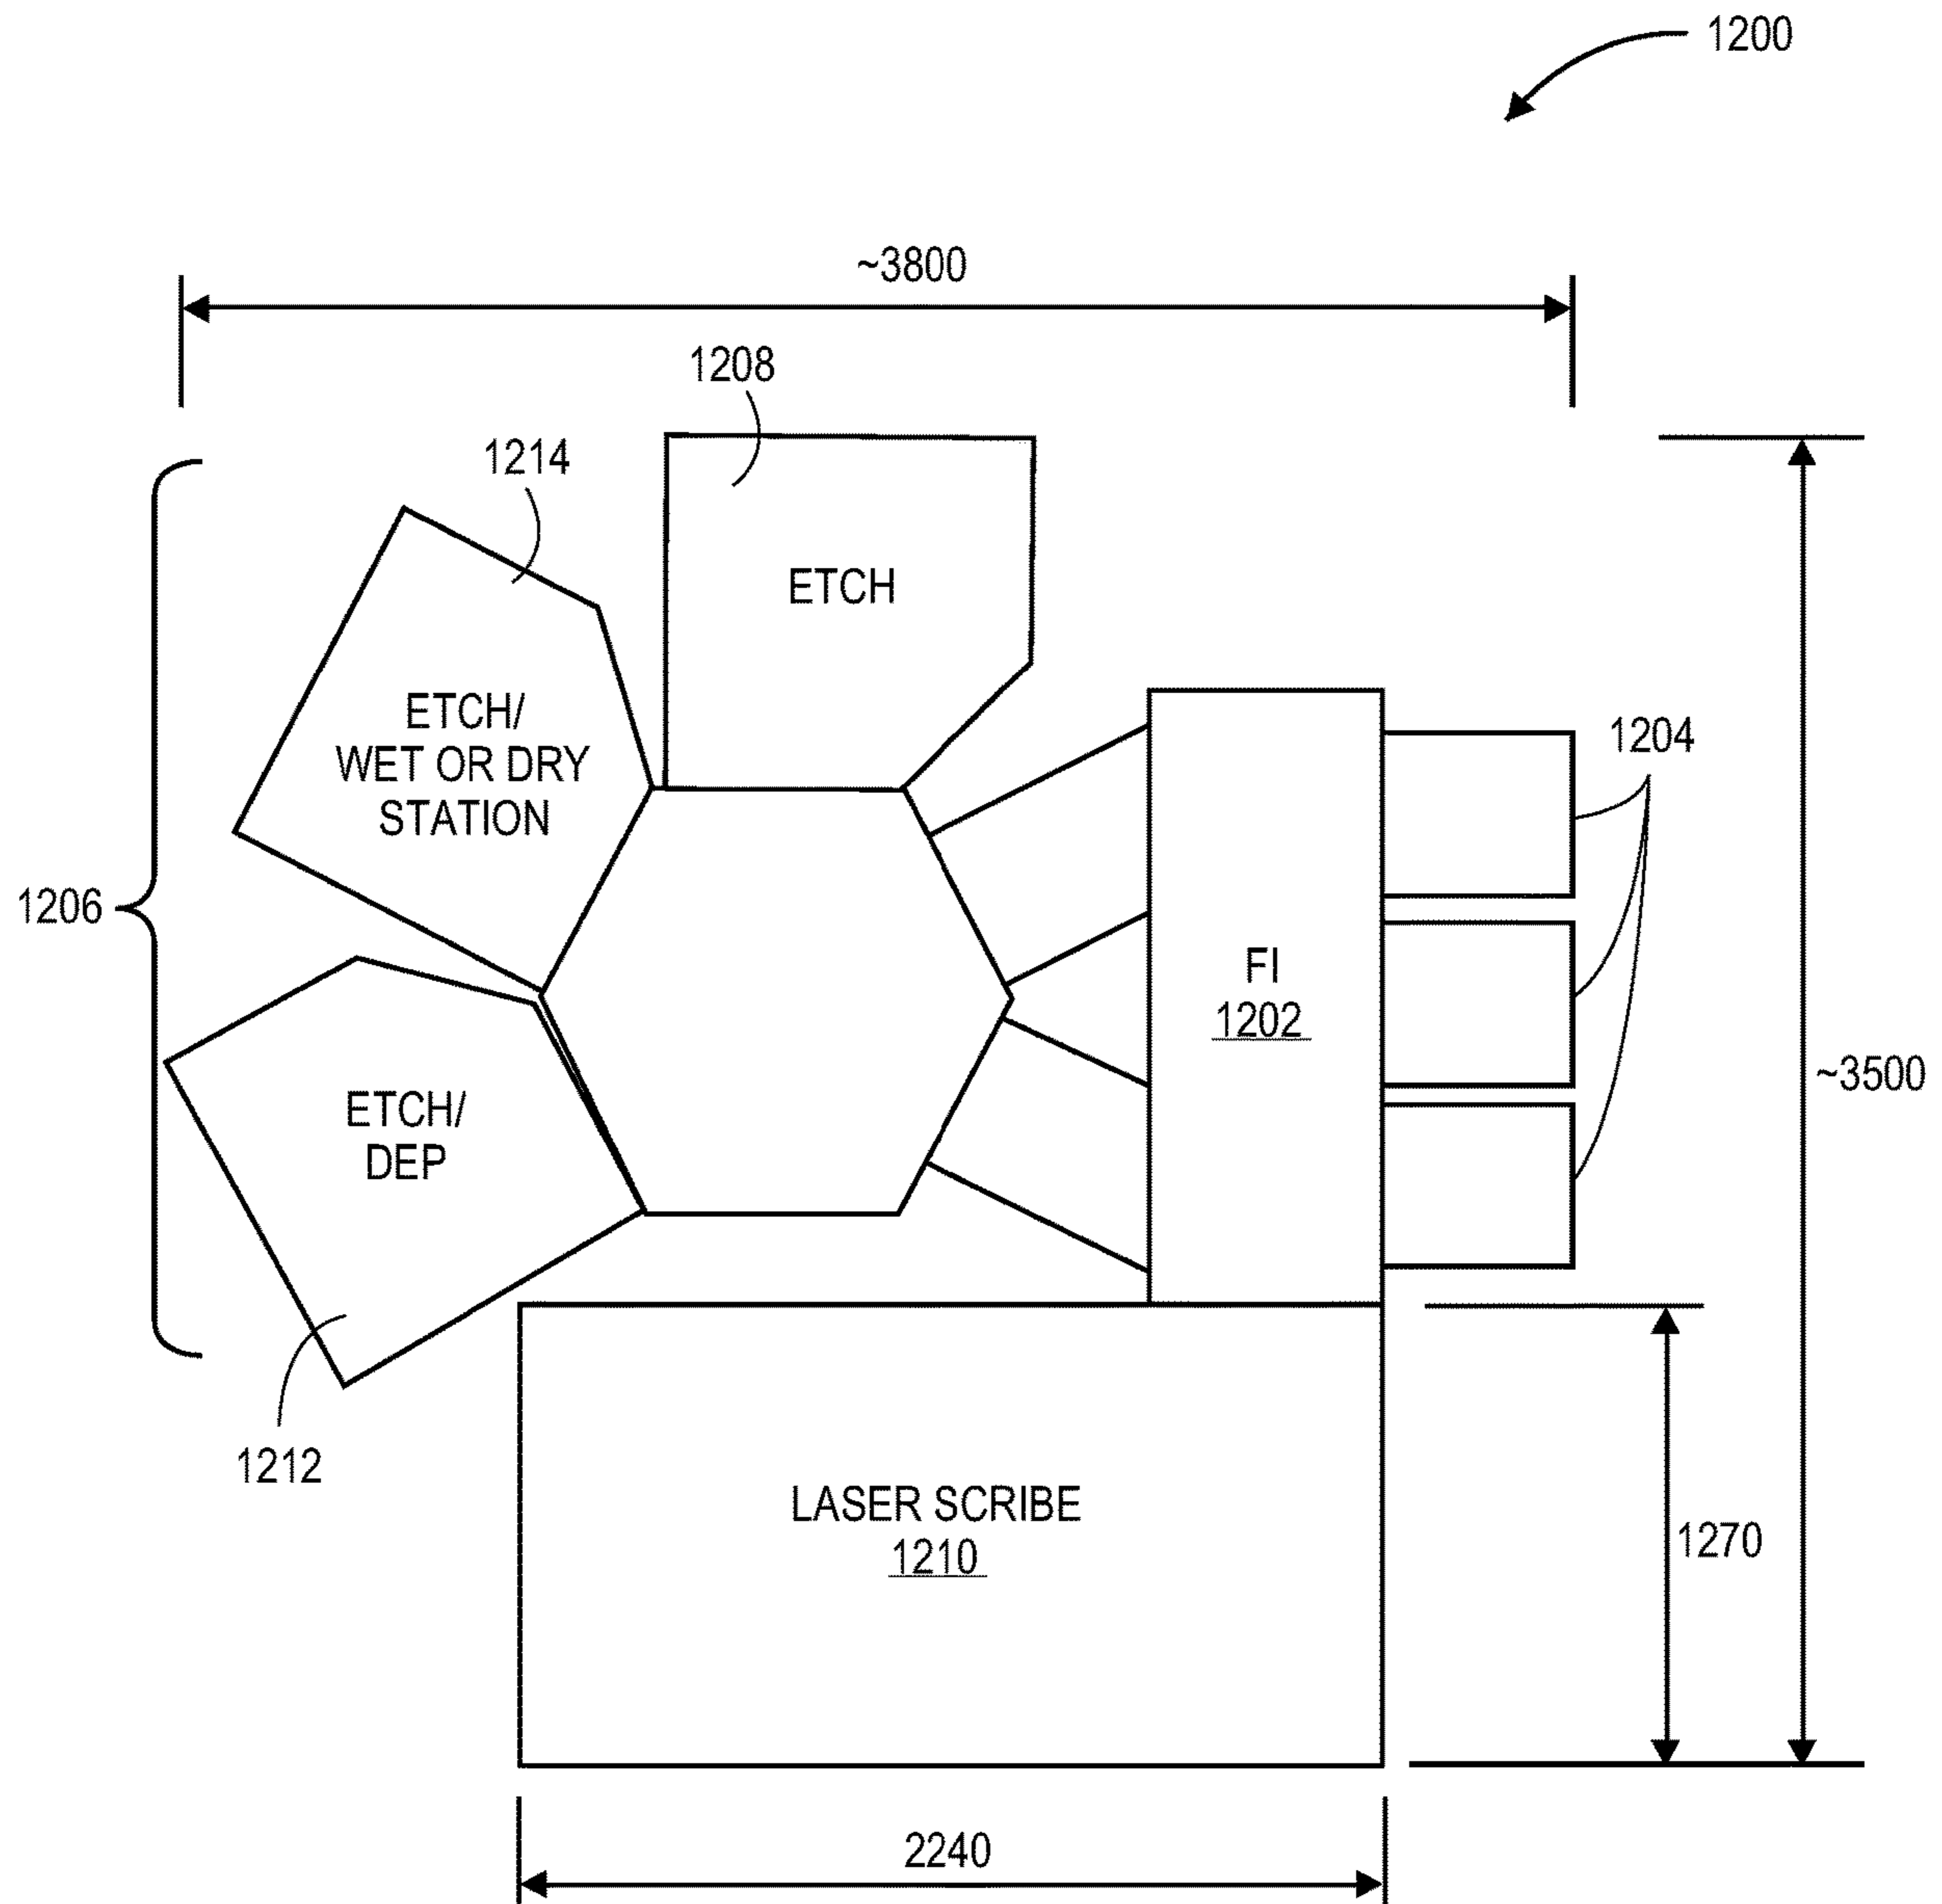 1200
~3800
1208
1214
ETCH
ETCH/
WET OR DRY
STATION
1204
1206
FI
1202
~3500
ETCH/
DEP
1212
LASER SCRIBE
1210
1270
2240